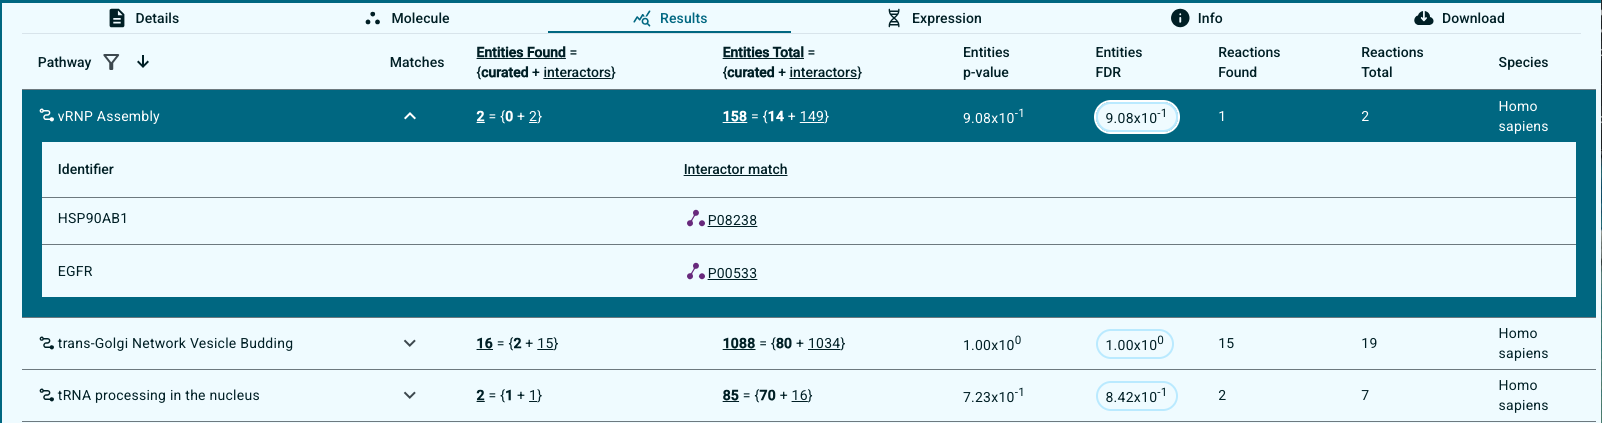 Details Molecule Results Expression Info Download
Pathway Matches Entities Found = {curated + interactors} Entities Total = {curated + interactors} Entities p-value Entities FDR Reactions Found Reactions Total Species
vRNP Assembly 2 = {0 + 2} 158 = {14 + 149} 9.08x10⁻¹ 9.08x10⁻¹ 1 2 Homo sapiens
Identifier Interactor match
HSP90AB1 P08238
EGFR P00533
trans-Golgi Network Vesicle Budding 16 = {2 + 15} 1088 = {80 + 1034} 1.00x10⁰ 1.00x10⁰ 15 19 Homo sapiens
tRNA processing in the nucleus 2 = {1 + 1} 85 = {70 + 16} 7.23x10⁻¹ 8.42x10⁻¹ 2 7 Homo sapiens